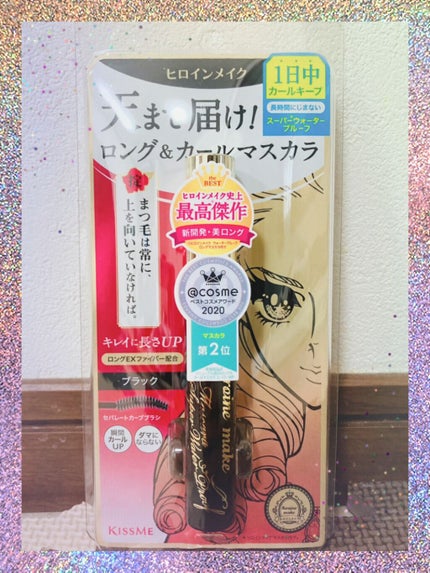 ヒロインメイク
1日中
カールキープ
長時間にじまない
スーパーウォーター
プルーフ
天まで届け!
ロング&カールマスカラ
the
BEST
ヒロインメイク史上
最高傑作
新開発・美ロング
まつ毛は常に、
上を向いていなければ。
@cosme
ベストコスメアワード
2020
マスカラ
第2位
キレイに長さUP
ロングEXファイバー配合
ブラック
セパレートカーブブラシ
瞬間
カール
UP
ダマに
ならない
heroine make
KISSME